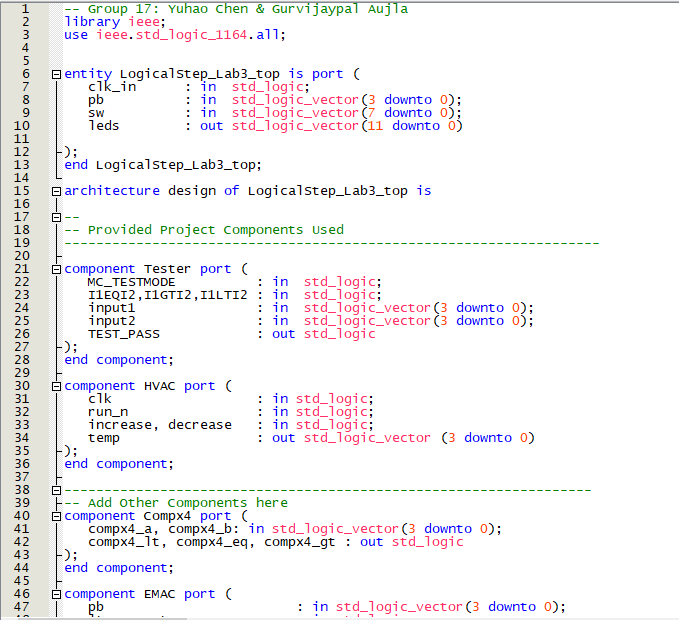 1 -- Group 17: Yuhao Chen & Gurvijaypal Aujla
2 library ieee;
3 use ieee.std_logic_1164.all;
4
5
6 entity LogicalStep_Lab3_top is port (
7 clk_in : in std_logic;
8 pb : in std_logic_vector(3 downto 0);
9 sw : in std_logic_vector(7 downto 0);
10 leds : out std_logic_vector(11 downto 0)
11
12 );
13 end LogicalStep_Lab3_top;
14
15 architecture design of LogicalStep_Lab3_top is
16
17 --
18 -- Provided Project Components Used
19 -------------------------------------------------------------------
20
21 component Tester port (
22 MC_TESTMODE : in std_logic;
23 I1EQI2,I1GTI2,I1LTI2 : in std_logic;
24 input1 : in std_logic_vector(3 downto 0);
25 input2 : in std_logic_vector(3 downto 0);
26 TEST_PASS : out std_logic
27 );
28 end component;
29
30 component HVAC port (
31 clk : in std_logic;
32 run_n : in std_logic;
33 increase, decrease : in std_logic;
34 temp : out std_logic_vector (3 downto 0)
35 );
36 end component;
37
38 ------------------------------------------------------------------
39 -- Add Other Components here
40 component Compx4 port (
41 compx4_a, compx4_b: in std_logic_vector(3 downto 0);
42 compx4_lt, compx4_eq, compx4_gt : out std_logic
43 );
44 end component;
45
46 component EMAC port (
47 pb : in std_logic_vector(3 downto 0);